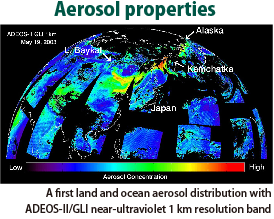 Aerosol properties
ADEOS-II GLI 1km
May 19, 2003
Alaska
L. Baykal
Kamchatka
Japan
Low
High
Aerosol Concentration
A first land and ocean aerosol distribution with
ADEOS-II/GLI near-ultraviolet 1 km resolution band